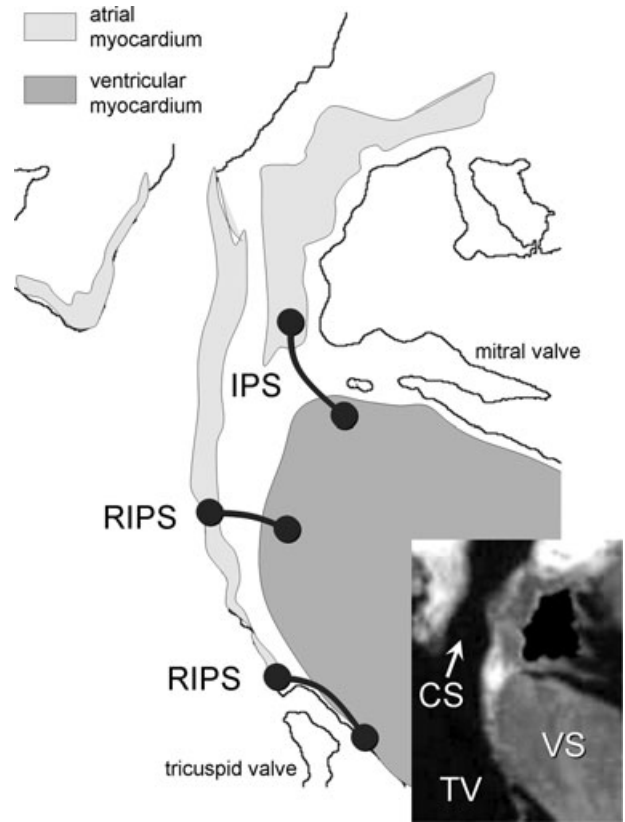 atrial
myocardium
ventricular
myocardium
mitral valve
IPS
RIPS
RIPS
CS
VS
tricuspid valve
TV